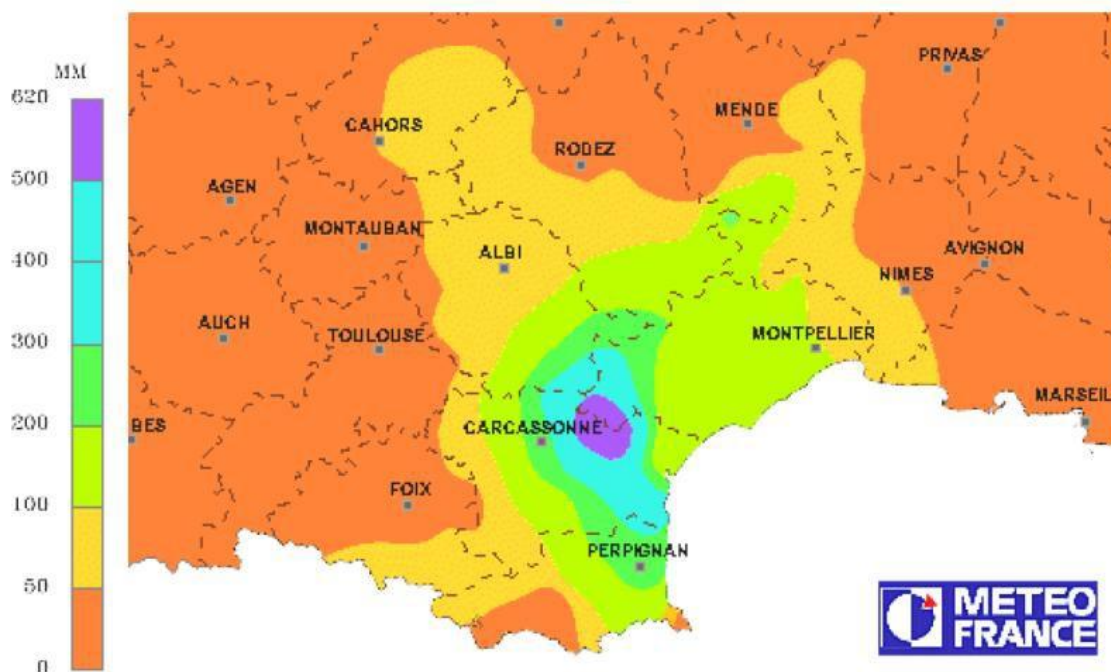 MM
620
500
400
300
200
100
50
0
PRIVAS
MENDE
CAHORS
RODEZ
AGEN
MONTAUBAN
ALBI
AVIGNON
NIMES
AUCH
TOULOUSE
MONTPELLIER
MARSEIL
BES
CARCASSONNE
FOIX
PERPIGNAN
METEO
FRANCE